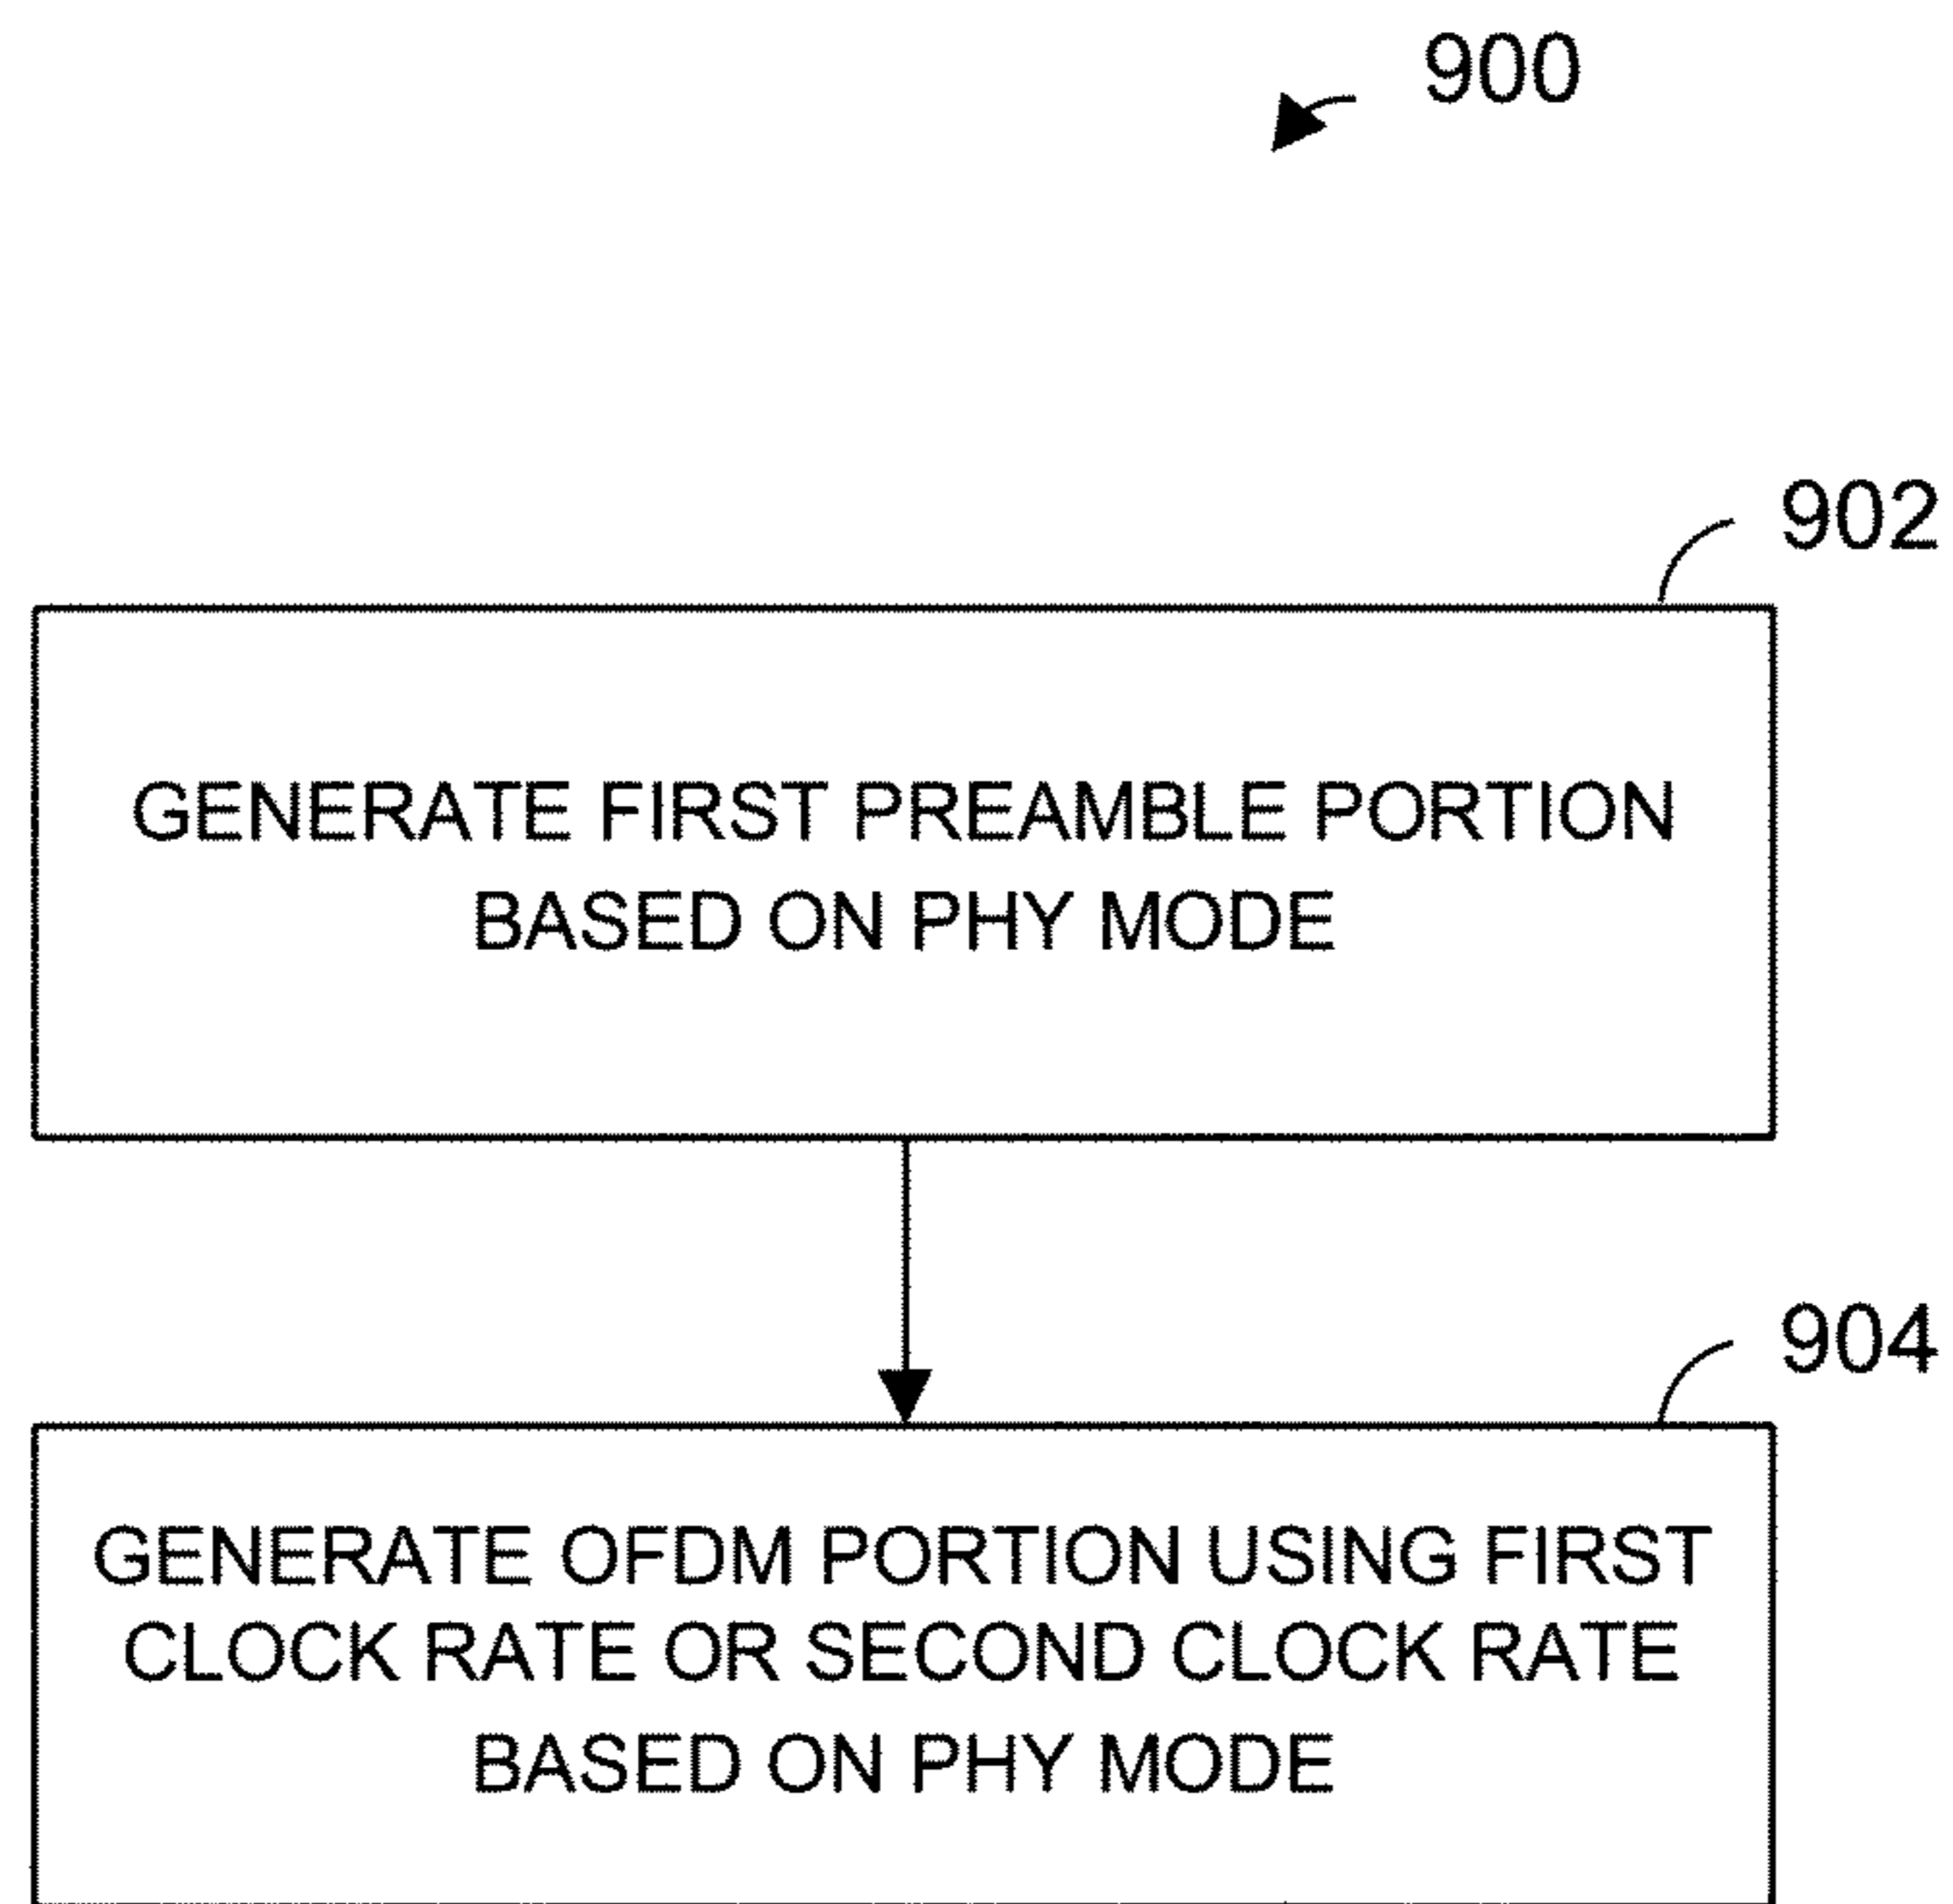 900
902
GENERATE FIRST PREAMBLE PORTION
BASED ON PHY MODE
904
GENERATE OFDM PORTION USING FIRST
CLOCK RATE OR SECOND CLOCK RATE
BASED ON PHY MODE